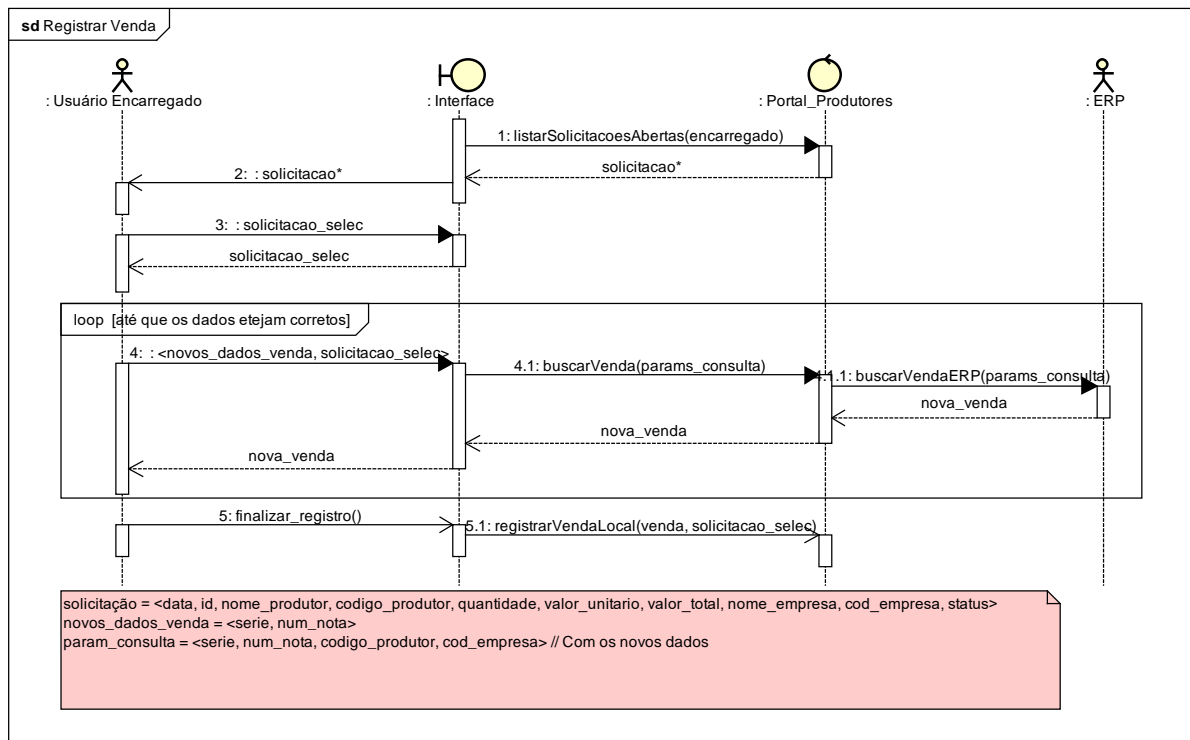 sd Registrar Venda
: Usuário Encarregado
: Interface
: Portal_Produtores
: ERP
1: listarSolicitacoesAbertas(encarregado)
solicitacao*
2: : solicitacao*
3: : solicitacao_selec
solicitacao_selec
loop [até que os dados etejam corretos]
4: : <novos_dados_venda, solicitacao_selec>
4.1: buscarVenda(params_consulta)
4.1.1: buscarVendaERP(params_consulta)
nova_venda
nova_venda
nova_venda
5: finalizar_registro()
5.1: registrarVendaLocal(venda, solicitacao_selec)
solicitação = <data, id, nome_produtor, codigo_produtor, quantidade, valor_unitario, valor_total, nome_empresa, cod_empresa, status>
novos_dados_venda = <serie, num_nota>
param_consulta = <serie, num_nota, codigo_produtor, cod_empresa> // Com os novos dados